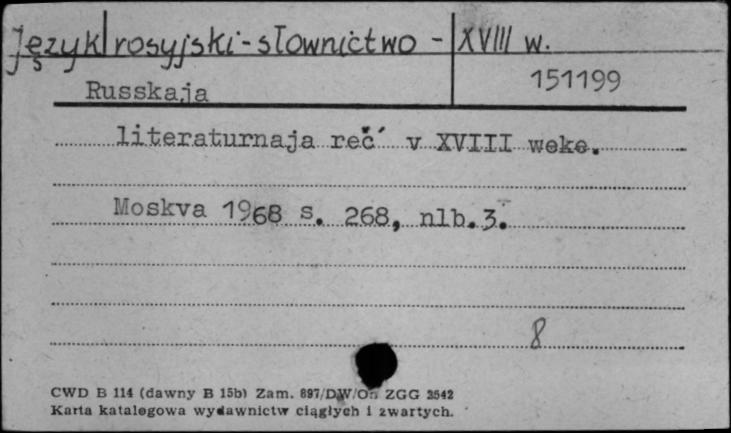 Język rosyjski - słownictwo - XVIII w.
151199
Russkaja
literaturnaja reč' v XVIII weke.
Moskva 1968 s. 268, nlb.3.
8
CWD B 114 (dawny B 15b) Zam. 897/DW/On ZGG 3542
Karta katalogowa wydawnictw ciągłych i zwartych.